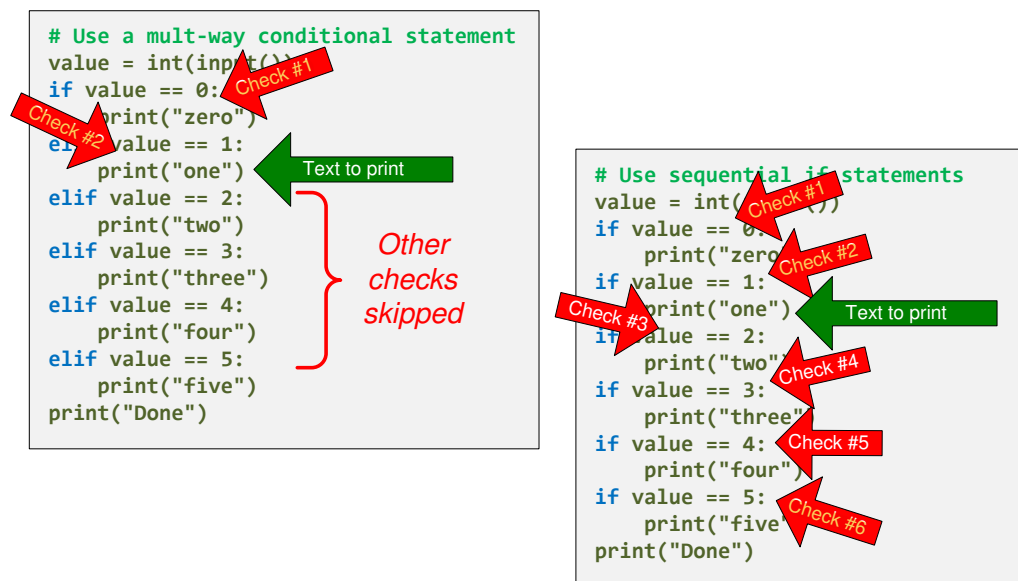 # Use a mult-way conditional statement
value = int(input())
if value == 0:
Check #1
print("zero")
Check #2
value == 1:
print("one")
Text to print
elif value == 2:
print("two")
elif value == 3:
print("three")
elif value == 4:
print("four")
elif value == 5:
print("five")
print("Done")
Other
checks
skipped
# Use sequential if statements
value = int(
Check #1
if value == 0:
print("zero
Check #2
if value == 1:
print("one")
Text to print
Check #3
if value == 2:
print("two"
Check #4
if value == 3:
print("three"
if value == 4:
Check #5
print("four"
if value == 5:
Check #6
print("five"
print("Done")